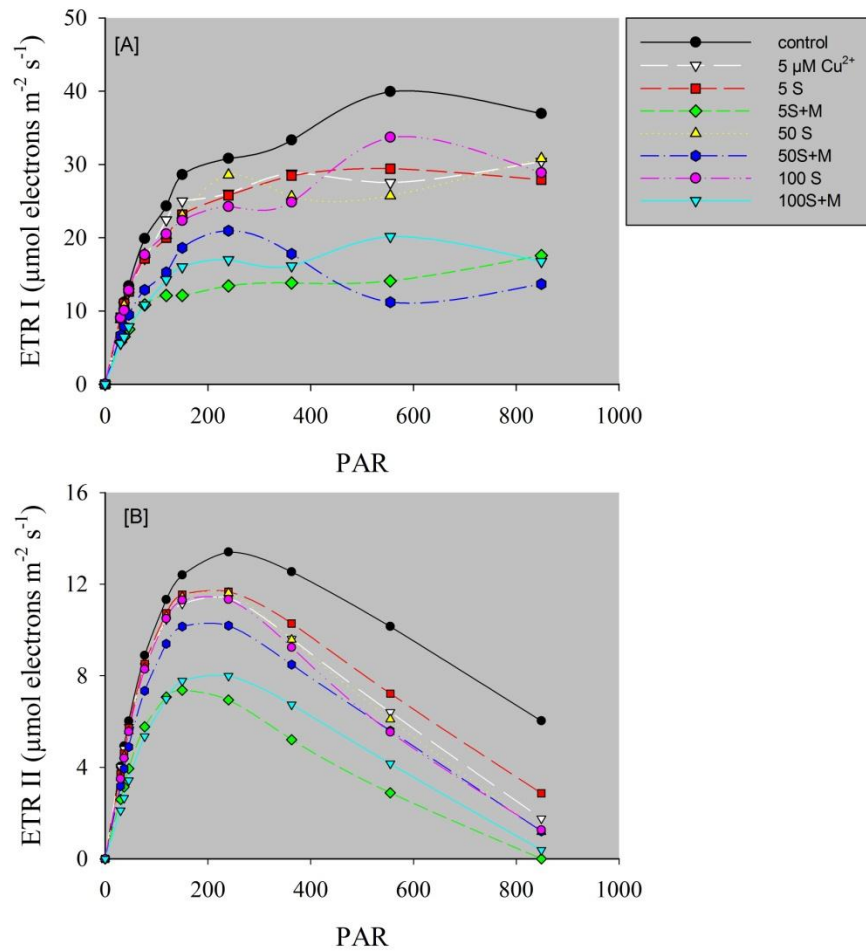 [A]
50
40
30
20
10
0
ETR I (µmol electrons m⁻² s⁻¹)
0 200 400 600 800 1000
PAR
control
5 µM Cu²⁺
5 S
5S+M
50 S
50S+M
100 S
100S+M
[B]
16
12
8
4
0
ETR II (µmol electrons m⁻² s⁻¹)
0 200 400 600 800 1000
PAR